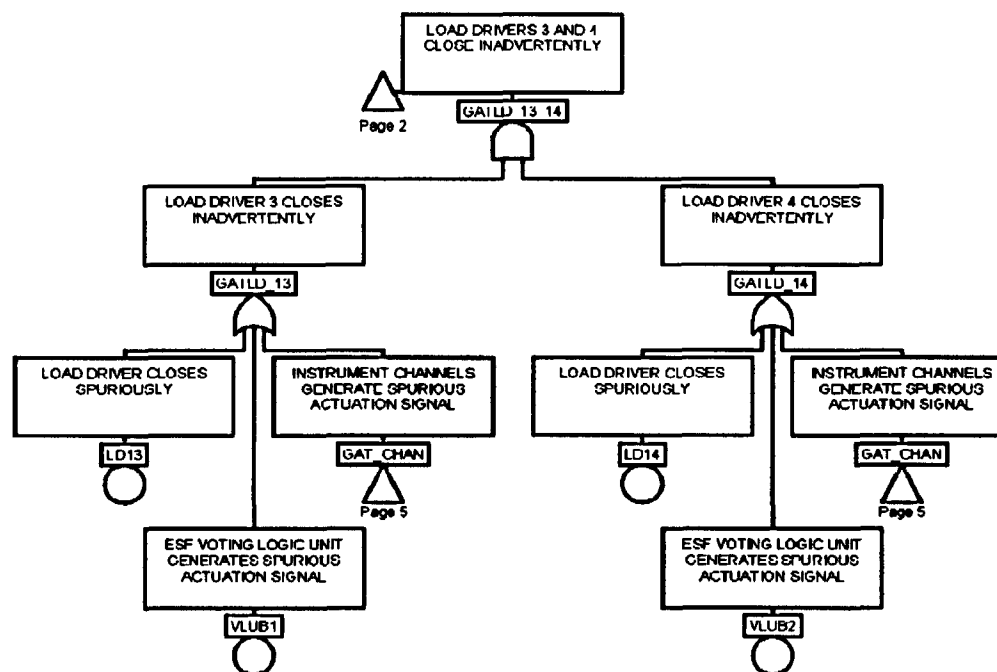 LOAD DRIVERS 3 AND 4
CLOSE INADVERTENTLY
Page 2
GATLD_13_14
LOAD DRIVER 3 CLOSES
INADVERTENTLY
LOAD DRIVER 4 CLOSES
INADVERTENTLY
GATLD_13
GATLD_14
LOAD DRIVER CLOSES
SPURIOUSLY
INSTRUMENT CHANNELS
GENERATE SPURIOUS
ACTUATION SIGNAL
LOAD DRIVER CLOSES
SPURIOUSLY
INSTRUMENT CHANNELS
GENERATE SPURIOUS
ACTUATION SIGNAL
LD13
GAT_CHAN
LD14
GAT_CHAN
Page 5
Page 5
ESF VOTING LOGIC UNIT
GENERATES SPURIOUS
ACTUATION SIGNAL
ESF VOTING LOGIC UNIT
GENERATES SPURIOUS
ACTUATION SIGNAL
VLUB1
VLUB2